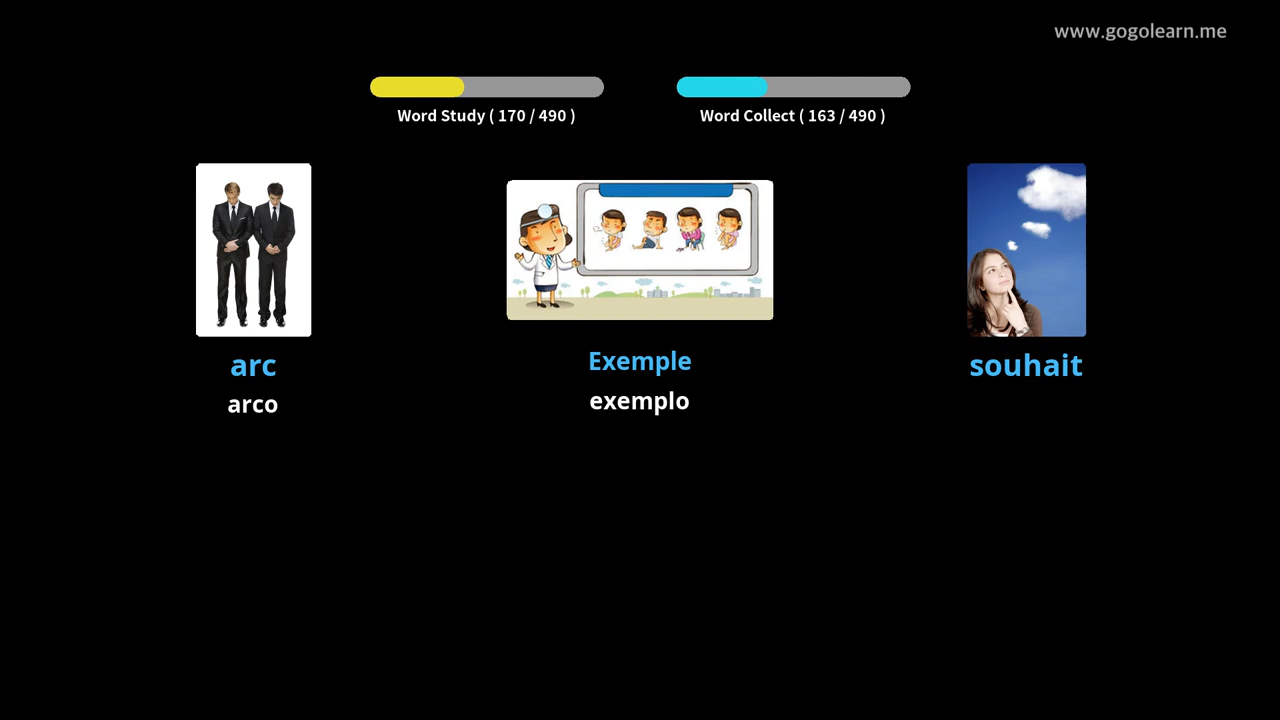 www.gogolearn.me
Word Study ( 170 / 490 )
Word Collect ( 163 / 490 )
arc
arco
Exemple
exemplo
souhait